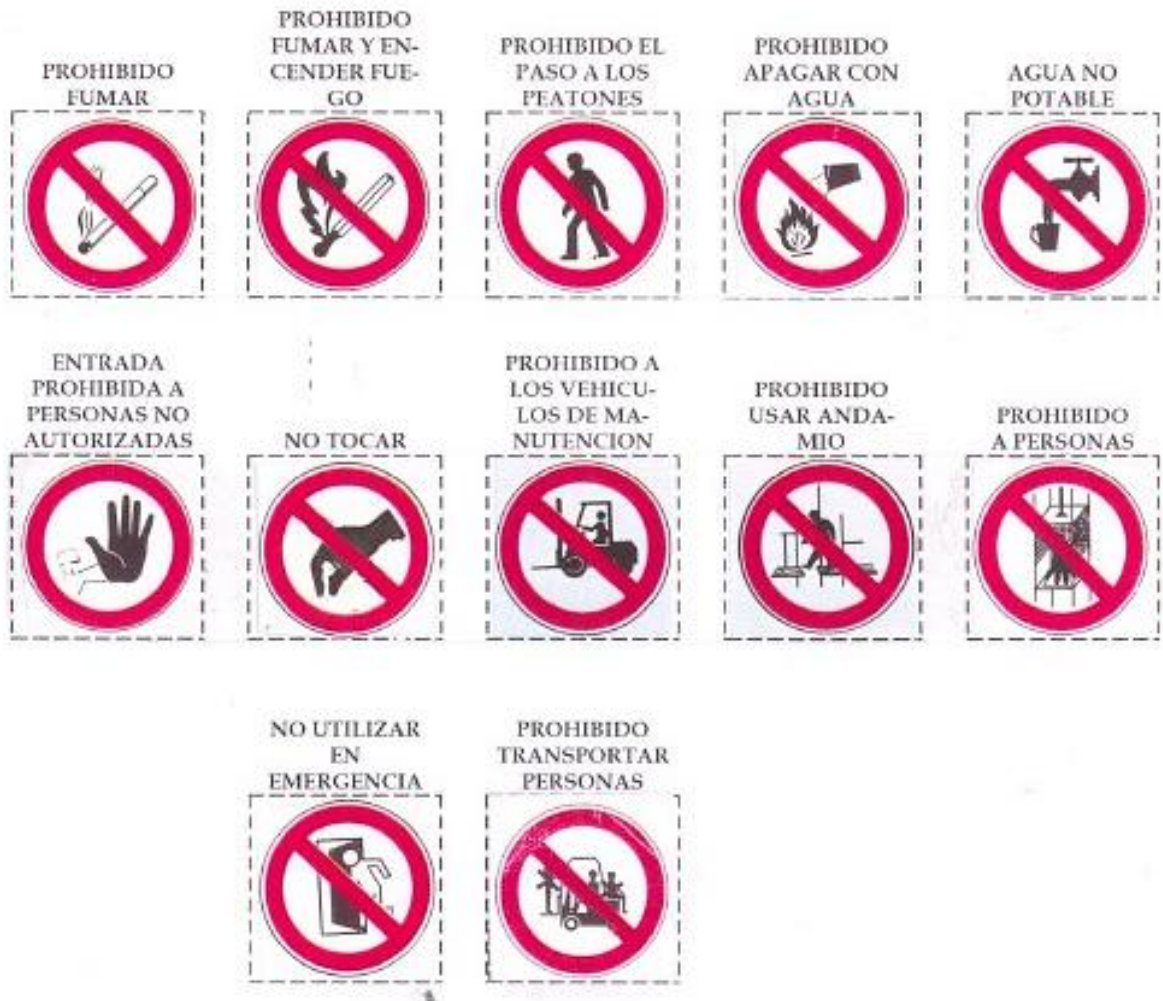 PROHIBIDO
FUMAR
PROHIBIDO
FUMAR Y EN-
CENDER FUE-
GO
PROHIBIDO EL
PASO A LOS
PEATONES
PROHIBIDO
APAGAR CON
AGUA
AGUA NO
POTABLE
ENTRADA
PROHIBIDA A
PERSONAS NO
AUTORIZADAS
NO TOCAR
PROHIBIDO A
LOS VEHICU-
LOS DE MA-
NUTENCION
PROHIBIDO
USAR ANDA-
MIO
PROHIBIDO
A PERSONAS
NO UTILIZAR
EN
EMERGENCIA
PROHIBIDO
TRANSPORTAR
PERSONAS